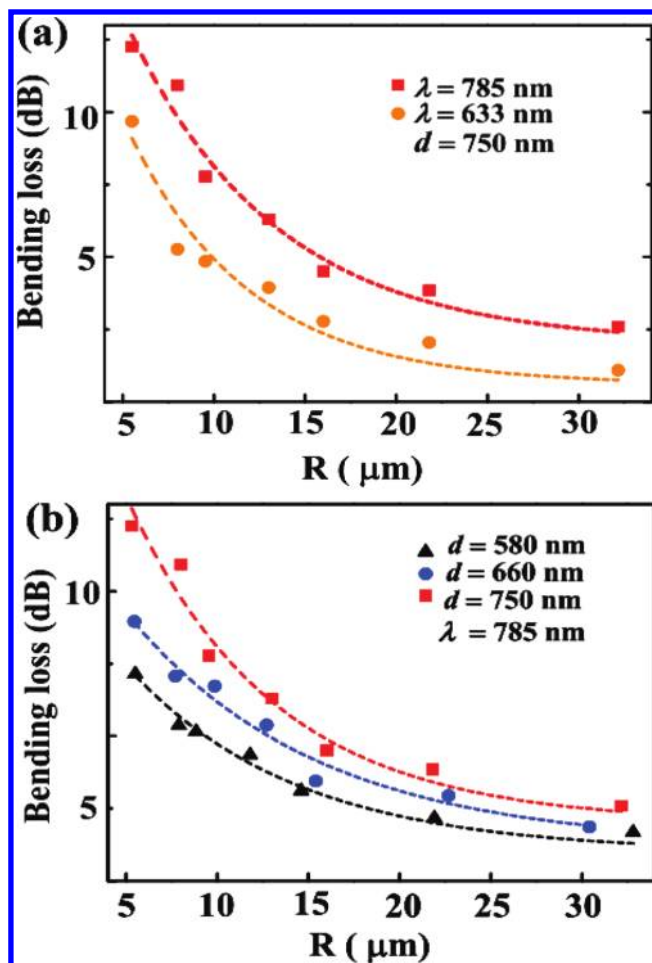 (a)
λ = 785 nm
λ = 633 nm
d = 750 nm
10
5
Bending loss (dB)
5 10 15 20 25 30
R ( μm)
(b)
d = 580 nm
d = 660 nm
d = 750 nm
λ = 785 nm
10
5
Bending loss (dB)
5 10 15 20 25 30
R ( μm)